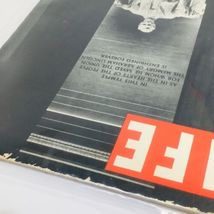 IN THIS TEMPLE
AS IN THE HEARTS OF THE PEOPLE
FOR WHOM HE SAVED THE UNION
THE MEMORY OF ABRAHAM LINCOLN
IS ENSHRINED FOREVER
IFE